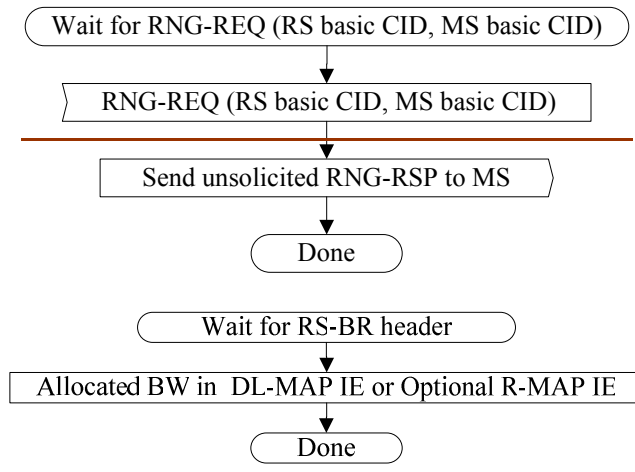 Wait for RNG-REQ (RS basic CID, MS basic CID)
RNG-REQ (RS basic CID, MS basic CID)
Send unsolicited RNG-RSP to MS
Done
Wait for RS-BR header
Allocated BW in DL-MAP IE or Optional R-MAP IE
Done